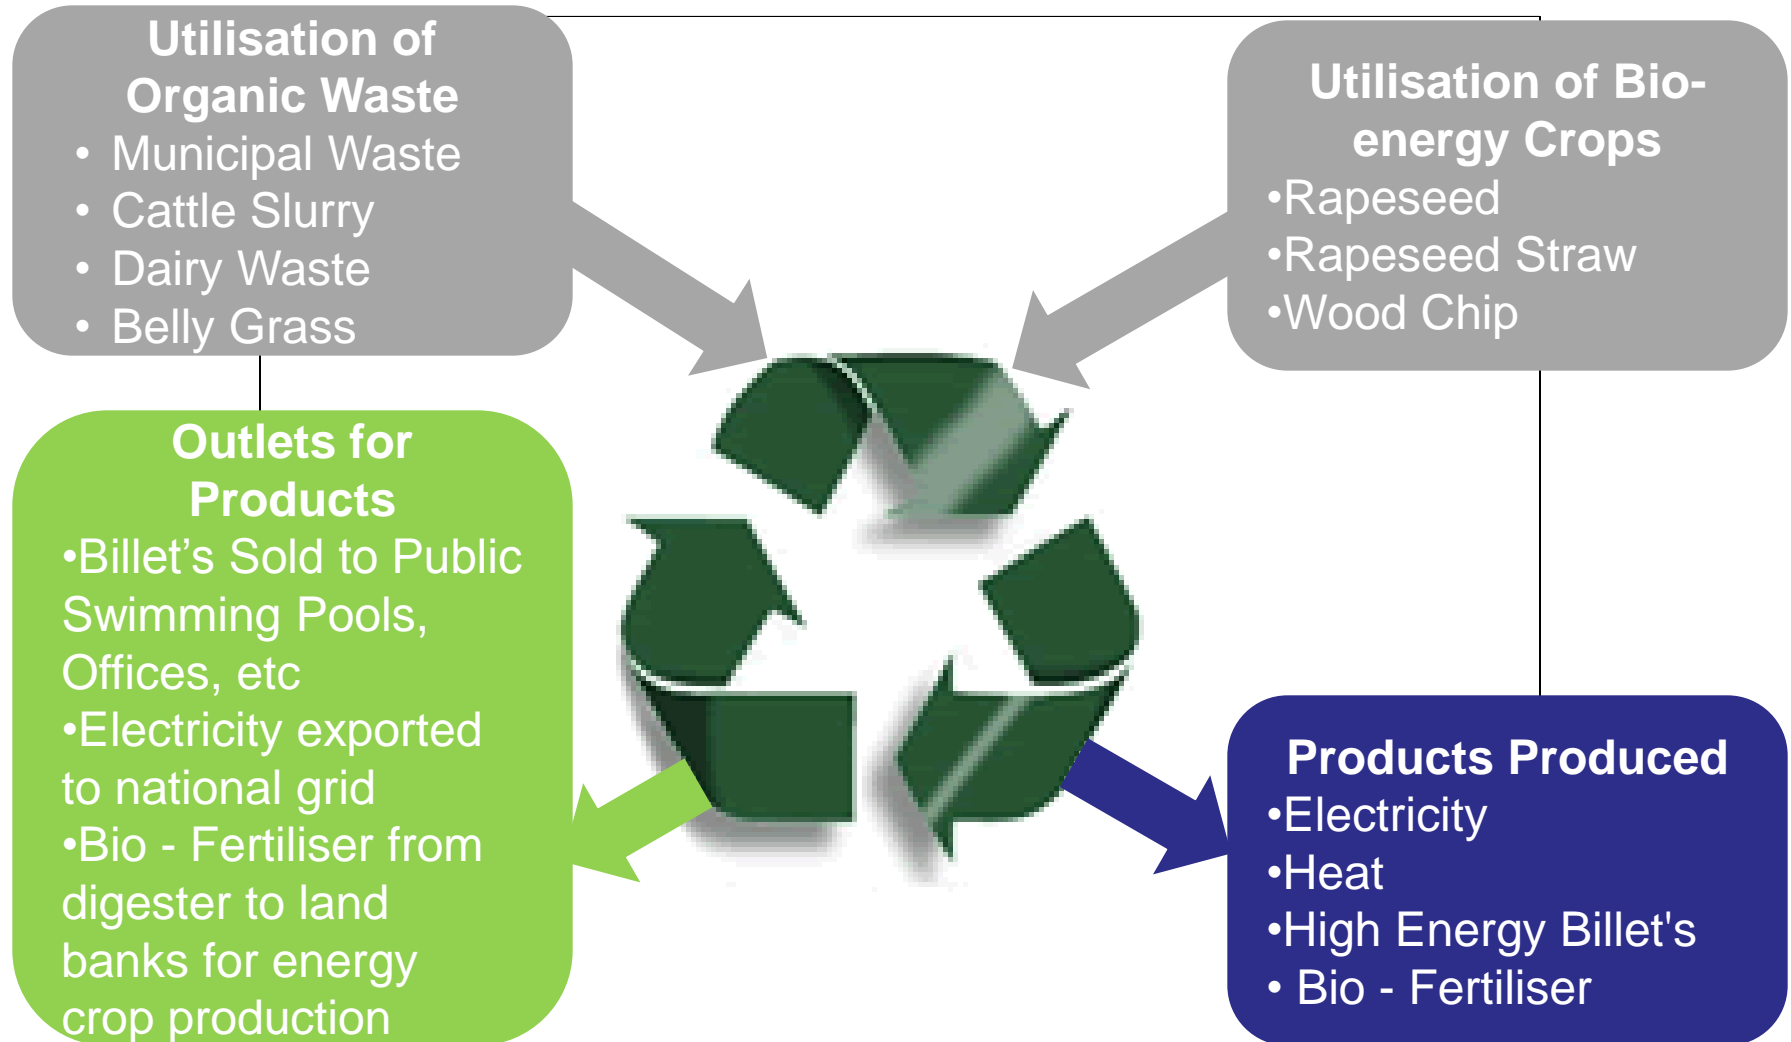 Utilisation of
Organic Waste
• Municipal Waste
• Cattle Slurry
• Dairy Waste
• Belly Grass
Utilisation of Bio-
energy Crops
•Rapeseed
•Rapeseed Straw
•Wood Chip
Outlets for
Products
•Billet’s Sold to Public
Swimming Pools,
Offices, etc
•Electricity exported
to national grid
•Bio - Fertiliser from
digester to land
banks for energy
crop production
Products Produced
•Electricity
•Heat
•High Energy Billet's
• Bio - Fertiliser